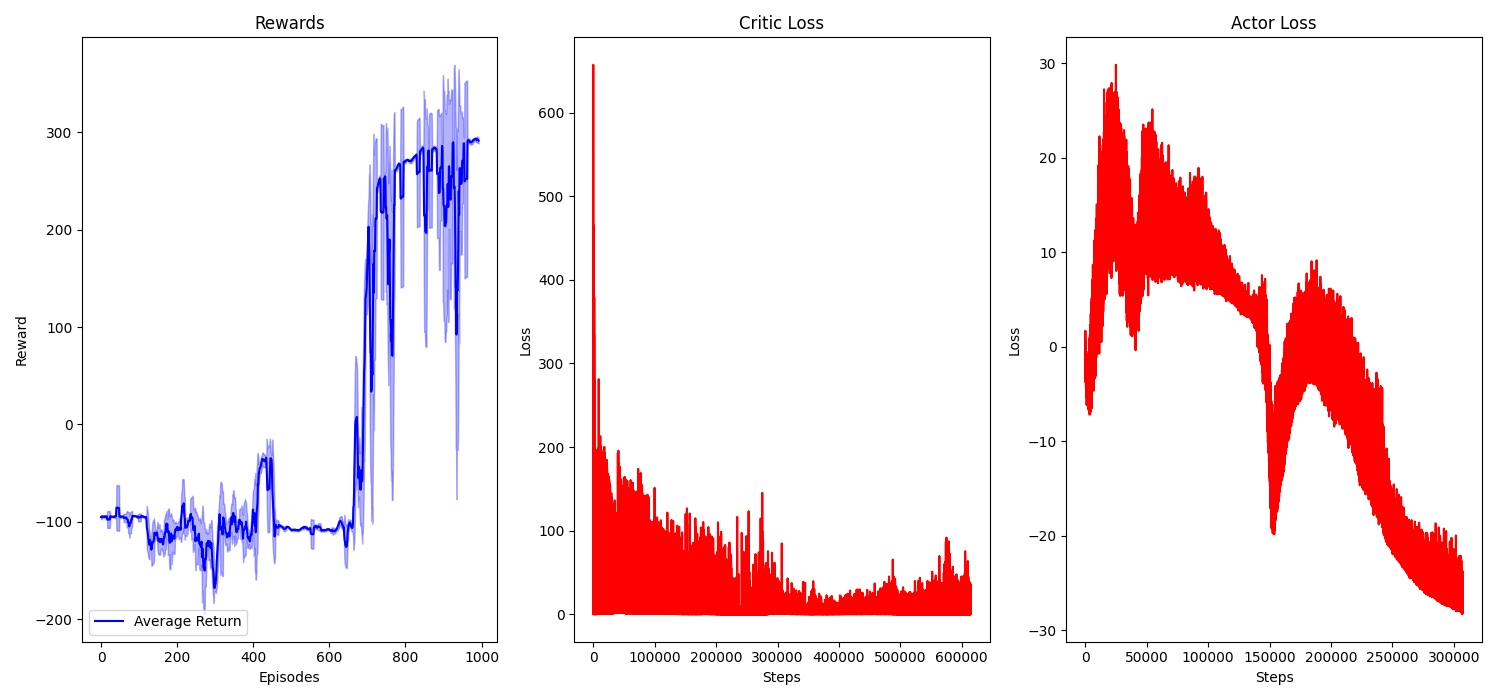 Rewards
Reward
300
200
100
0
−100
−200
Average Return
0 200 400 600 800 1000
Episodes
Critic Loss
Loss
600
500
400
300
200
100
0
0 100000 200000 300000 400000 500000 600000
Steps
Actor Loss
Loss
30
20
10
0
−10
−20
−30
0 50000 100000 150000 200000 250000 300000
Steps